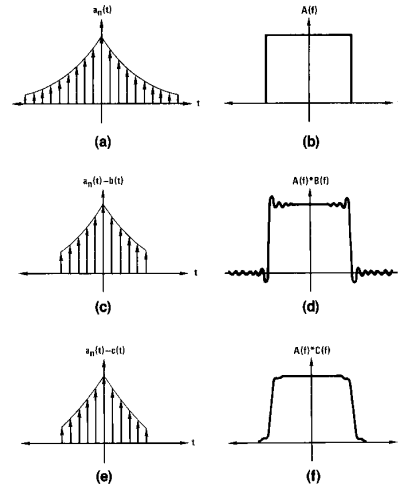 aₙ(t)
t
(a)
A(f)
(b)
aₙ(t)–b(t)
(c)
A(f)*B(f)
(d)
aₙ(t)–c(t)
t
(e)
A(f)*C(f)
(f)